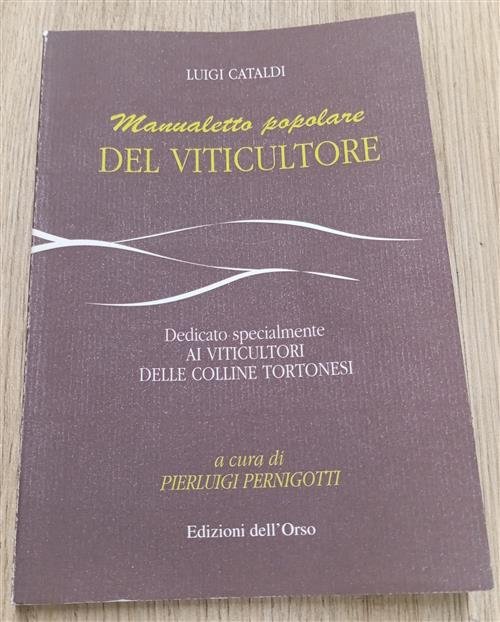 LUIGI CATALDI
Manualetto popolare
DEL VITICULTORE
Dedicato specialmente
AI VITICULTORI
DELLE COLLINE TORTONESI
a cura di
PIERLUIGI PERNIGOTTI
Edizioni dell'Orso